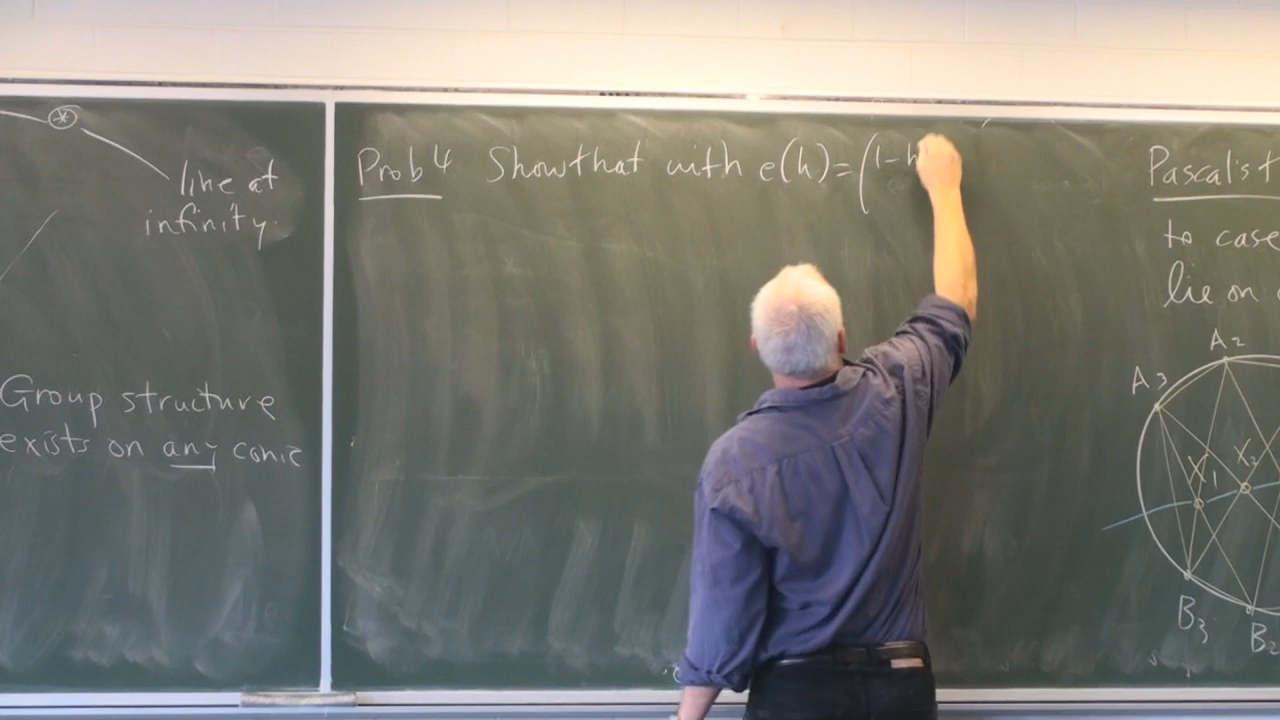 line at
infinity.
Group structure
exists on any conic
Prob 4 Show that with e(h)=(1-h
Pascal's
to case
lie on
A2
A3
X1
X2
B3
B2